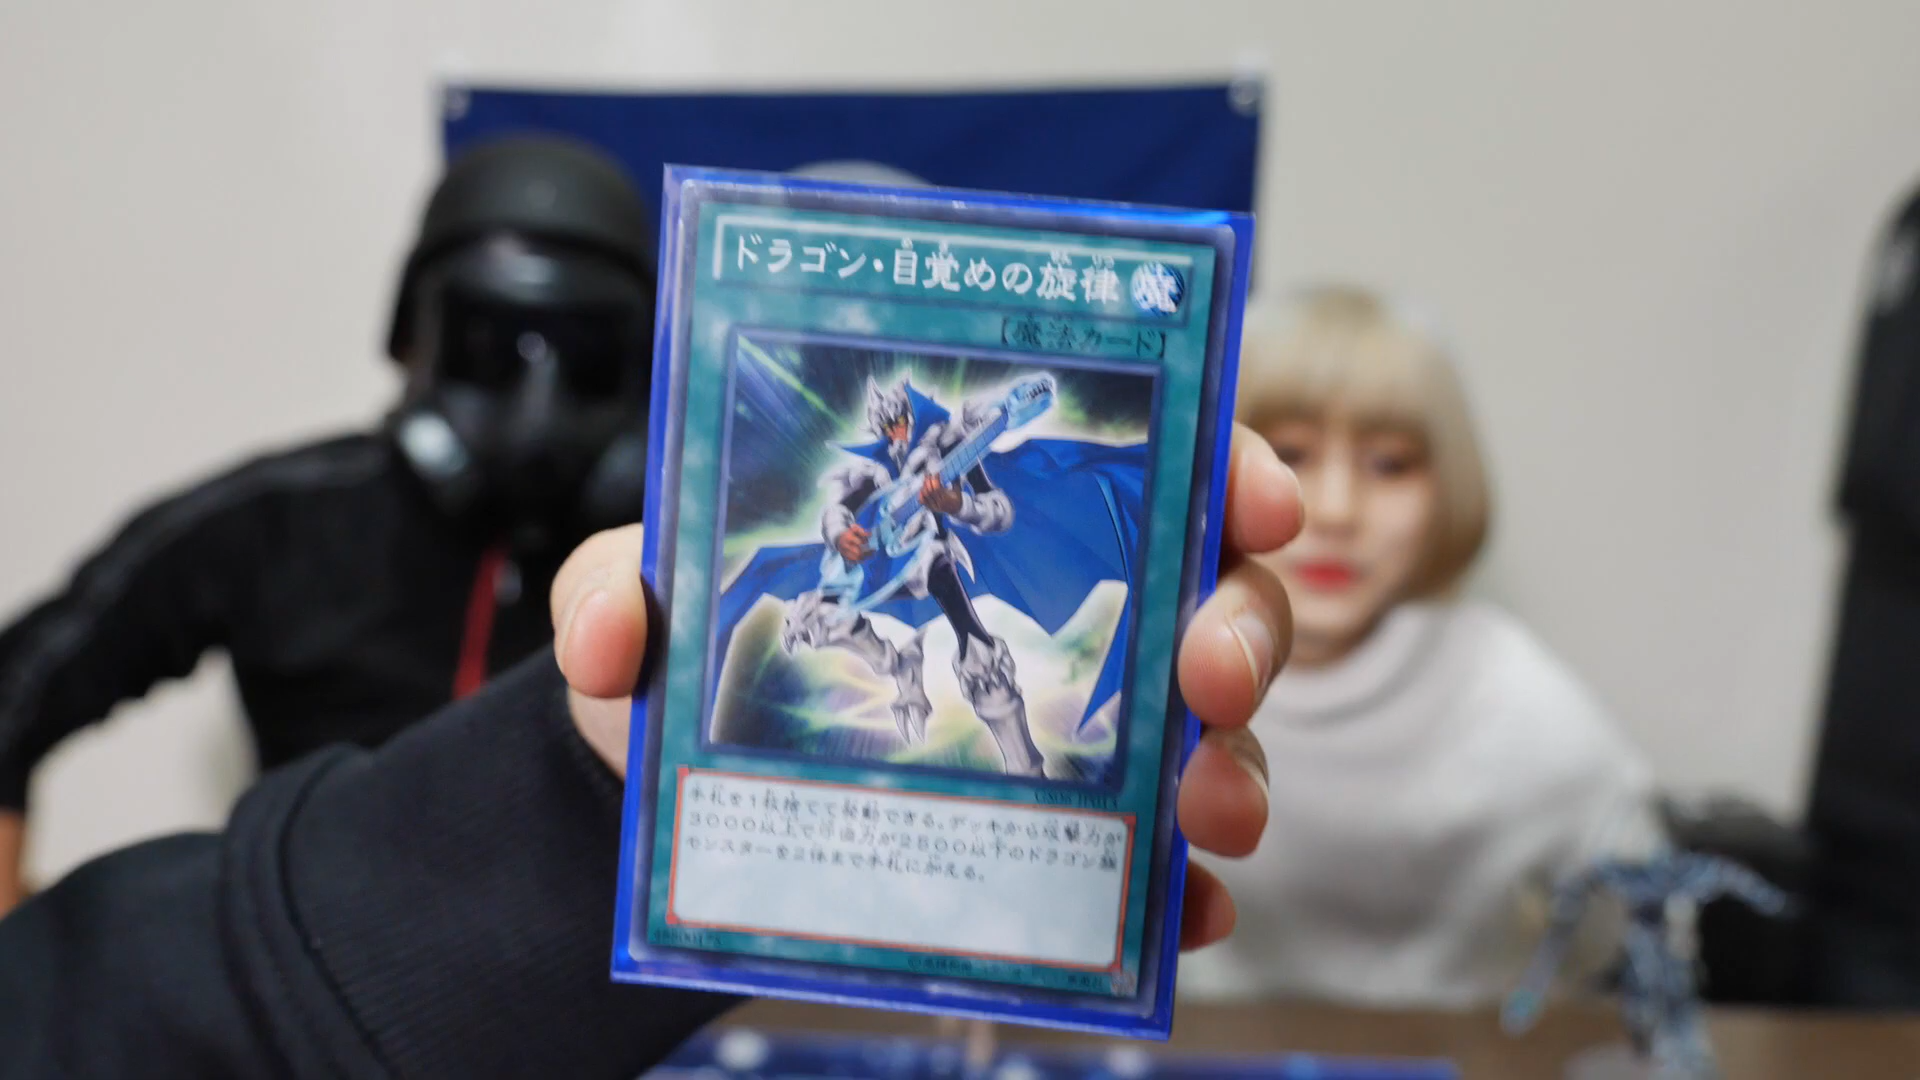 ドラゴン・目覚めの旋律 魔
【魔法カード】
GS06-JP013
手札を1枚捨てて発動できる。デッキから攻撃力が
3000以上で守備力が2500以下のドラゴン族
モンスターを2体まで手札に加える。